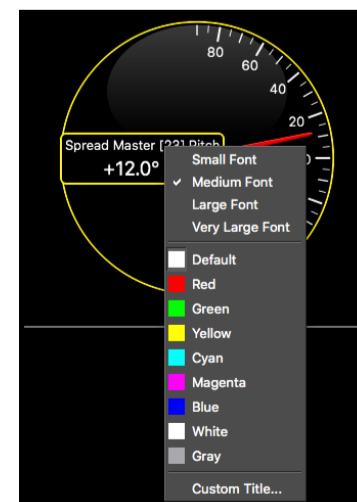 80
60
40
20
Spread Master [23] Pitch
+12.0°
Small Font
Medium Font
Large Font
Very Large Font
Default
Red
Green
Yellow
Cyan
Magenta
Blue
White
Gray
Custom Title...